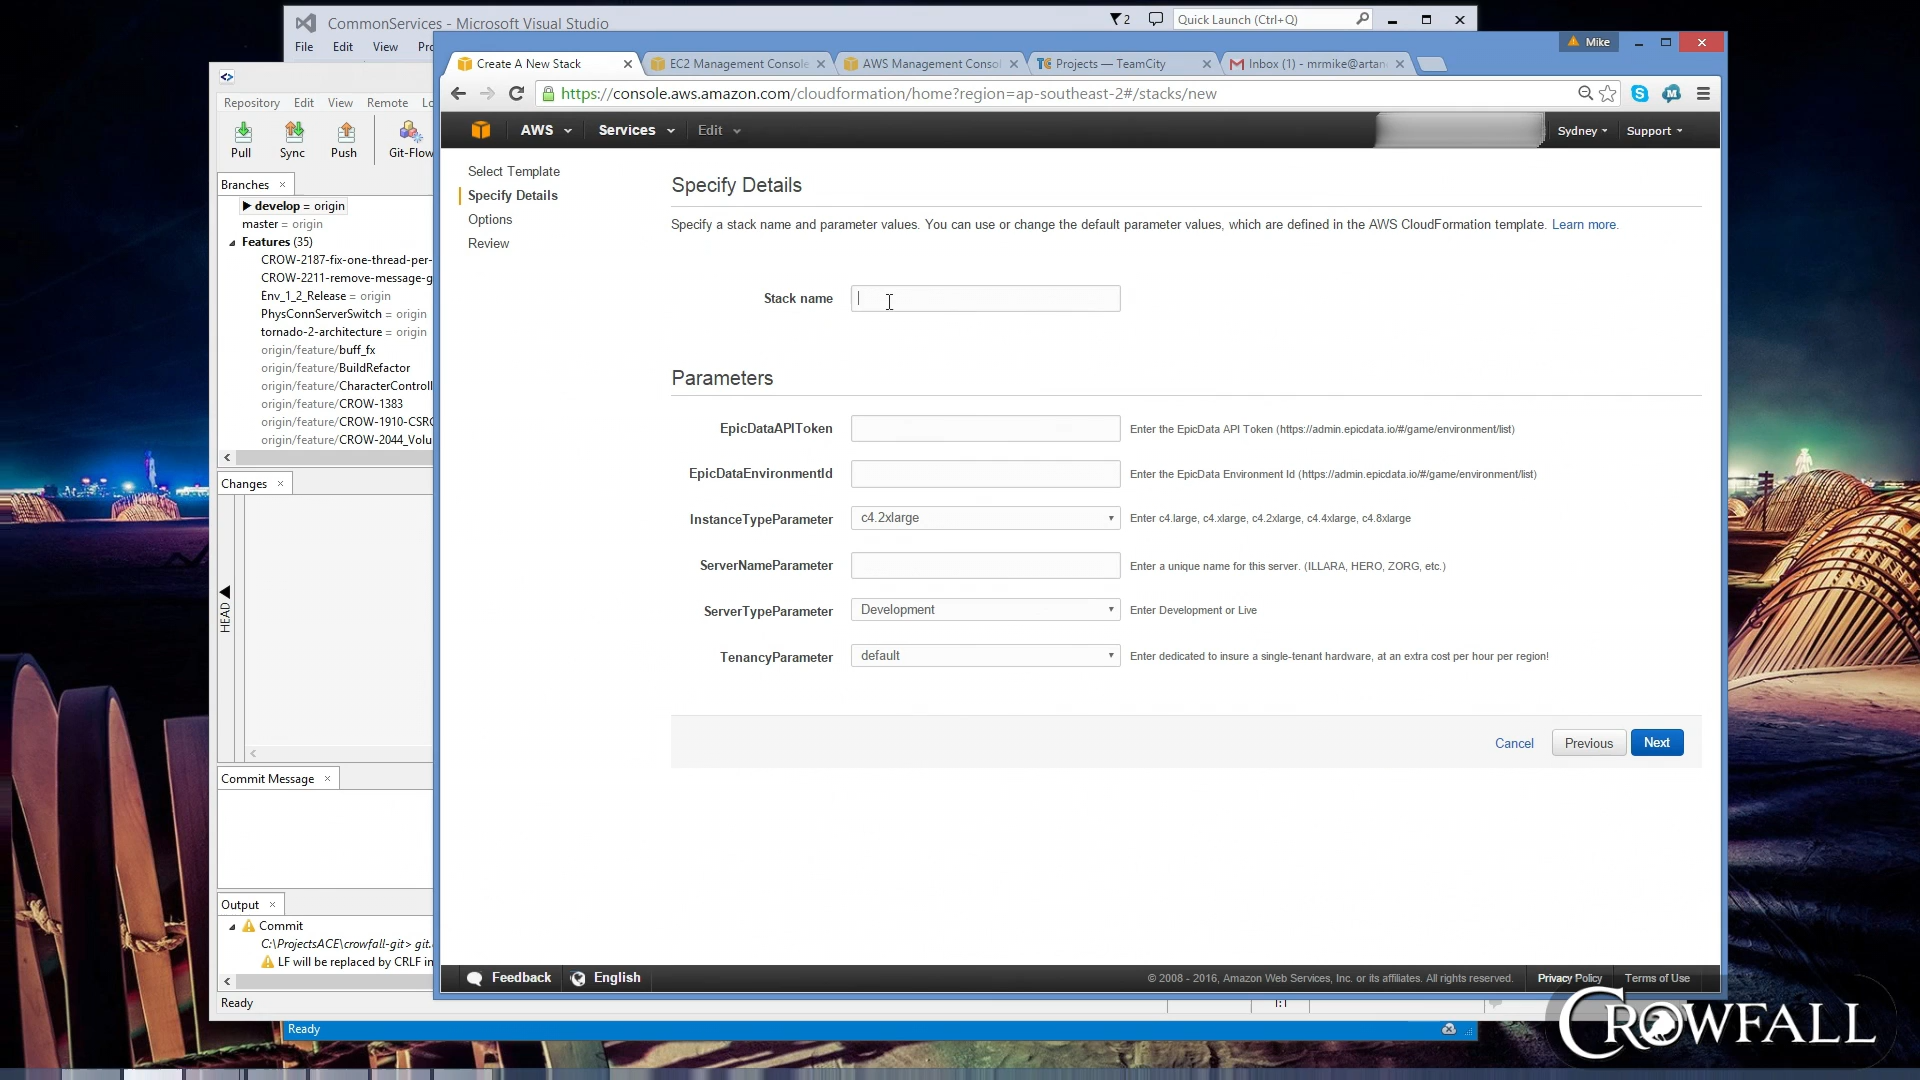 CommonServices - Microsoft Visual Studio
2
Quick Launch (Ctrl+Q)
File Edit View Pro
Mike
Create A New Stack
EC2 Management Console
AWS Management Consol
Projects — TeamCity
Inbox (1) - mrmike@artan
https://console.aws.amazon.com/cloudformation/home?region=ap-southeast-2#/stacks/new
Repository Edit View Remote Lo
Pull Sync Push Git-Flow
AWS Services Edit
Sydney Support
Branches
develop = origin
master = origin
Features (35)
CROW-2187-fix-one-thread-per-
CROW-2211-remove-message-g
Env_1_2_Release = origin
PhysConnServerSwitch = origin
tornado-2-architecture = origin
origin/feature/buff_fx
origin/feature/BuildRefactor
origin/feature/CharacterControll
origin/feature/CROW-1383
origin/feature/CROW-1910-CSRC
origin/feature/CROW-2044_Volu
Changes
HEAD
Commit Message
Output
Commit
C:\ProjectsACE\crowfall-git> git.
LF will be replaced by CRLF in
Ready
Ready
Select Template
Specify Details
Options
Review
Specify Details
Specify a stack name and parameter values. You can use or change the default parameter values, which are defined in the AWS CloudFormation template. Learn more.
Stack name
Parameters
EpicDataAPIToken Enter the EpicData API Token (https://admin.epicdata.io/#/game/environment/list)
EpicDataEnvironmentId Enter the EpicData Environment Id (https://admin.epicdata.io/#/game/environment/list)
InstanceTypeParameter c4.2xlarge Enter c4.large, c4.xlarge, c4.2xlarge, c4.4xlarge, c4.8xlarge
ServerNameParameter Enter a unique name for this server. (ILLARA, HERO, ZORG, etc.)
ServerTypeParameter Development Enter Development or Live
TenancyParameter default Enter dedicated to insure a single-tenant hardware, at an extra cost per hour per region!
Cancel Previous Next
Feedback English
© 2008 - 2016, Amazon Web Services, Inc. or its affiliates. All rights reserved. Privacy Policy Terms of Use
1:1
CROWFALL